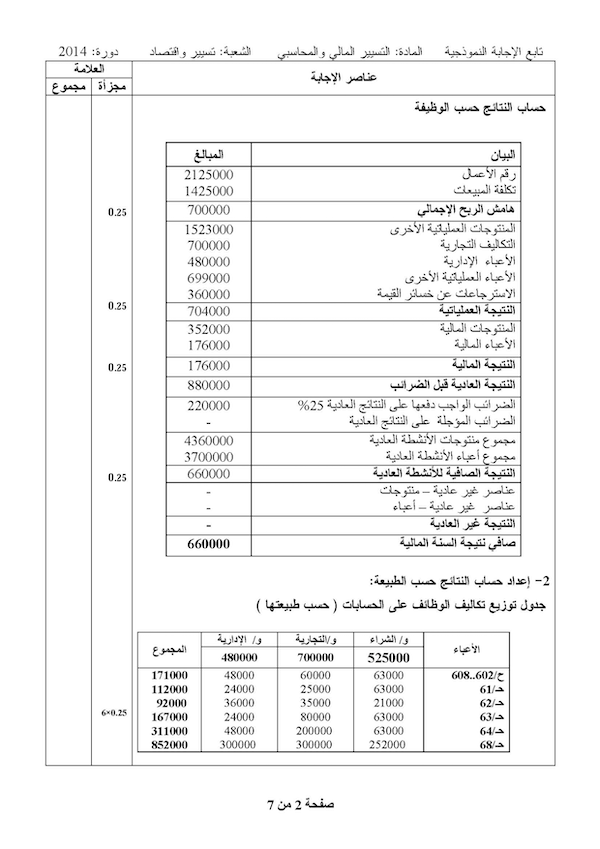 تابع الإجابة النموذجية المادة: التسيير المالي والمحاسبي الشعبة: تسيير واقتصاد دورة: 2014
عناصر الإجابة العلامة
مجزأة مجموع
حساب النتائج حسب الوظيفة
البيان المبالغ
رقم الأعمال 2125000
تكلفة المبيعات 1425000
هامش الربح الإجمالي 700000 0.25
المنتوجات العملياتية الأخرى 1523000
التكاليف التجارية 700000
الأعباء الإدارية 480000
الأعباء العملياتية الأخرى 699000
الاسترجاعات عن خسائر القيمة 360000
النتيجة العملياتية 704000 0.25
المنتوجات المالية 352000
الأعباء المالية 176000
النتيجة المالية 176000 0.25
النتيجة العادية قبل الضرائب 880000
الضرائب الواجب دفعها على النتائج العادية 25% 220000
الضرائب المؤجلة على النتائج العادية -
مجموع منتوجات الأنشطة العادية 4360000
مجموع أعباء الأنشطة العادية 3700000
النتيجة الصافية للأنشطة العادية 660000 0.25
عناصر غير عادية – منتوجات -
عناصر غير عادية – أعباء -
النتيجة غير العادية -
صافي نتيجة السنة المالية 660000
2- إعداد حساب النتائج حسب الطبيعة:
جدول توزيع تكاليف الوظائف على الحسابات ( حسب طبيعتها )
الأعباء و/ الشراء و/التجارية و/ الإدارية المجموع
525000 700000 480000
ح/602..608 63000 60000 48000 171000
حـ/61 63000 25000 24000 112000
حـ/62 21000 35000 36000 92000
حـ/63 63000 80000 24000 167000 6×0.25
حـ/64 63000 200000 48000 311000
حـ/68 252000 300000 300000 852000
صفحة 2 من 7